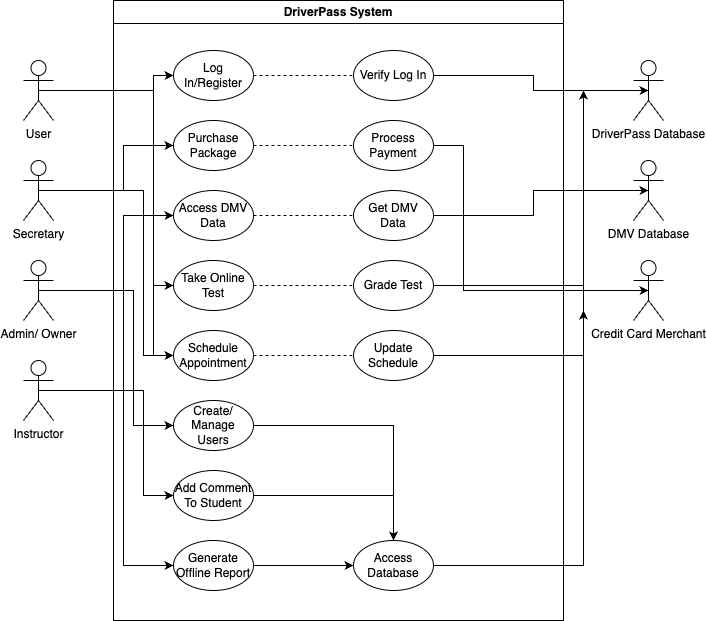 DriverPass System
Log
In/Register
Verify Log In
User
DriverPass Database
Purchase
Package
Process
Payment
Secretary
DMV Database
Access DMV
Data
Get DMV
Data
Admin/ Owner
Credit Card Merchant
Take Online
Test
Grade Test
Schedule
Appointment
Update
Schedule
Instructor
Create/
Manage
Users
Add Comment
To Student
Generate
Offline Report
Access
Database